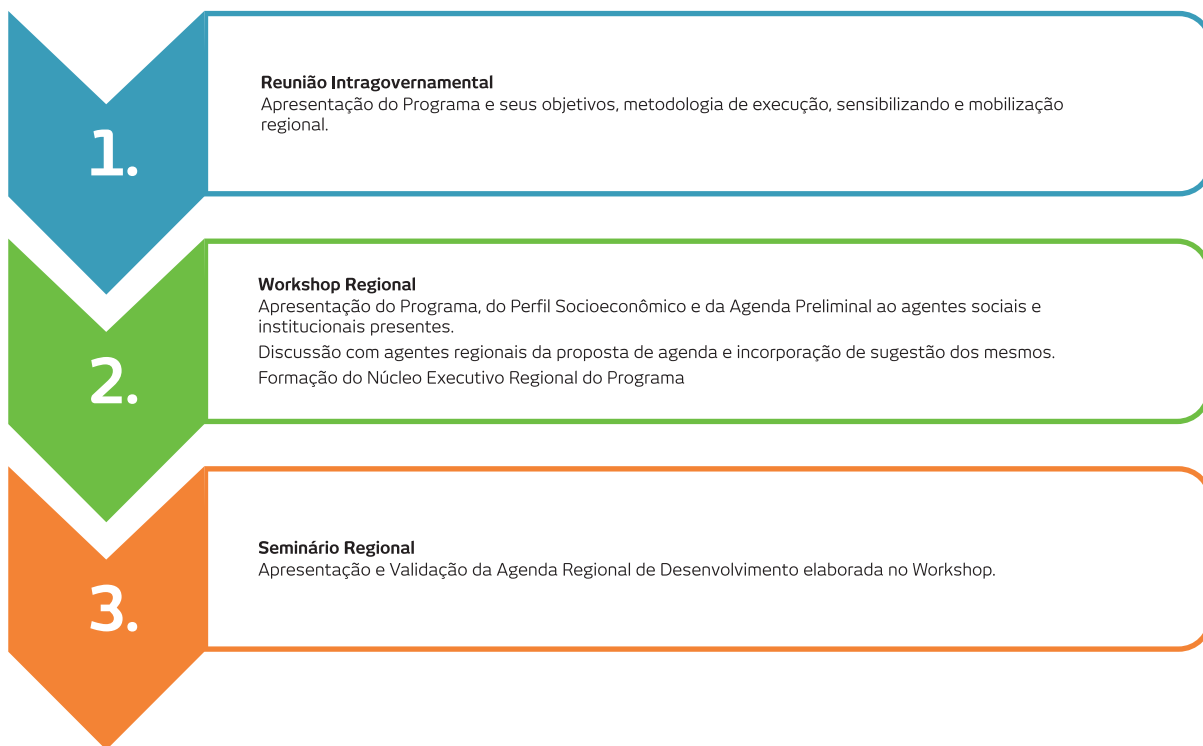 1.
Reunião Intragovernamental
Apresentação do Programa e seus objetivos, metodologia de execução, sensibilizando e mobilização
regional.
2.
Workshop Regional
Apresentação do Programa, do Perfil Socioeconômico e da Agenda Preliminal ao agentes sociais e
institucionais presentes.
Discussão com agentes regionais da proposta de agenda e incorporação de sugestão dos mesmos.
Formação do Núcleo Executivo Regional do Programa
3.
Seminário Regional
Apresentação e Validação da Agenda Regional de Desenvolvimento elaborada no Workshop.